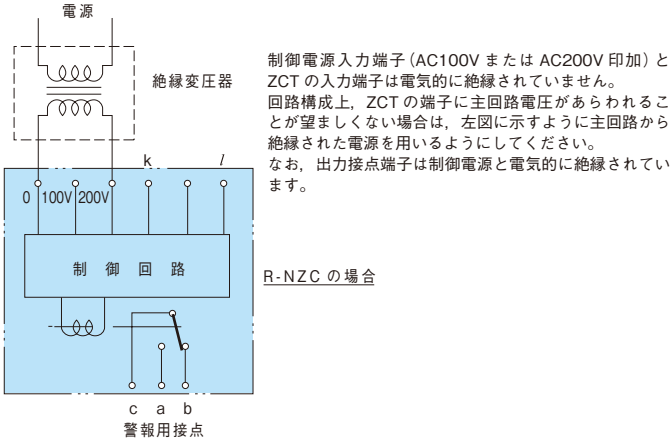 電源
絶縁変圧器
制御電源入力端子（AC100V または AC200V 印加）と
ZCT の入力端子は電気的に絶縁されていません。
回路構成上，ZCT の端子に主回路電圧があらわれるこ
とが望ましくない場合は，左図に示すように主回路から
絶縁された電源を用いるようにしてください。
なお，出力接点端子は制御電源と電気的に絶縁されてい
ます。
k l
0 100V 200V
制御回路
R-NZC の場合
c a b
警報用接点